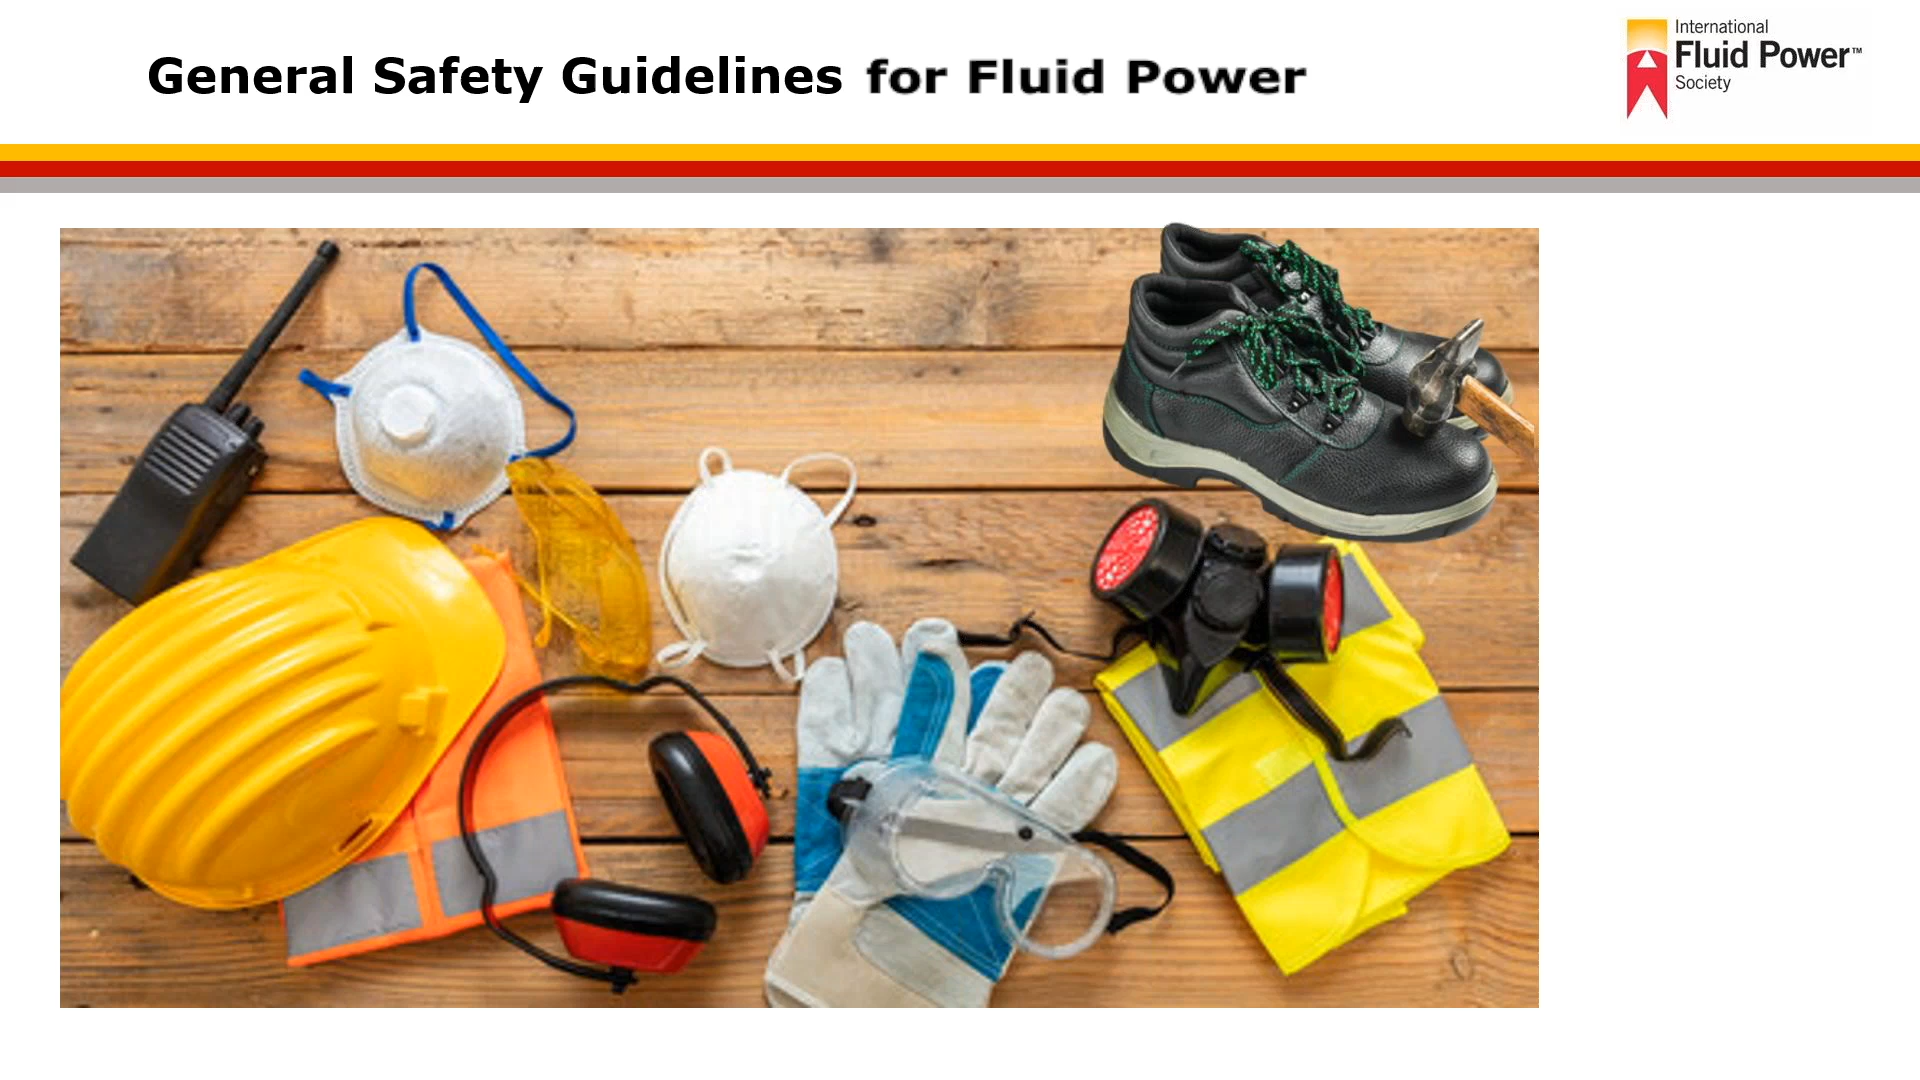 General Safety Guidelines for Fluid Power
International
Fluid Power™
Society